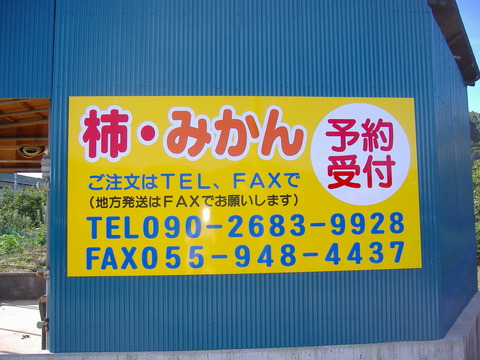 柿・みかん
予約
受付
ご注文はTEL、FAXで
(地方発送はFAXでお願いします)
TEL090-2683-9928
FAX055-948-4437